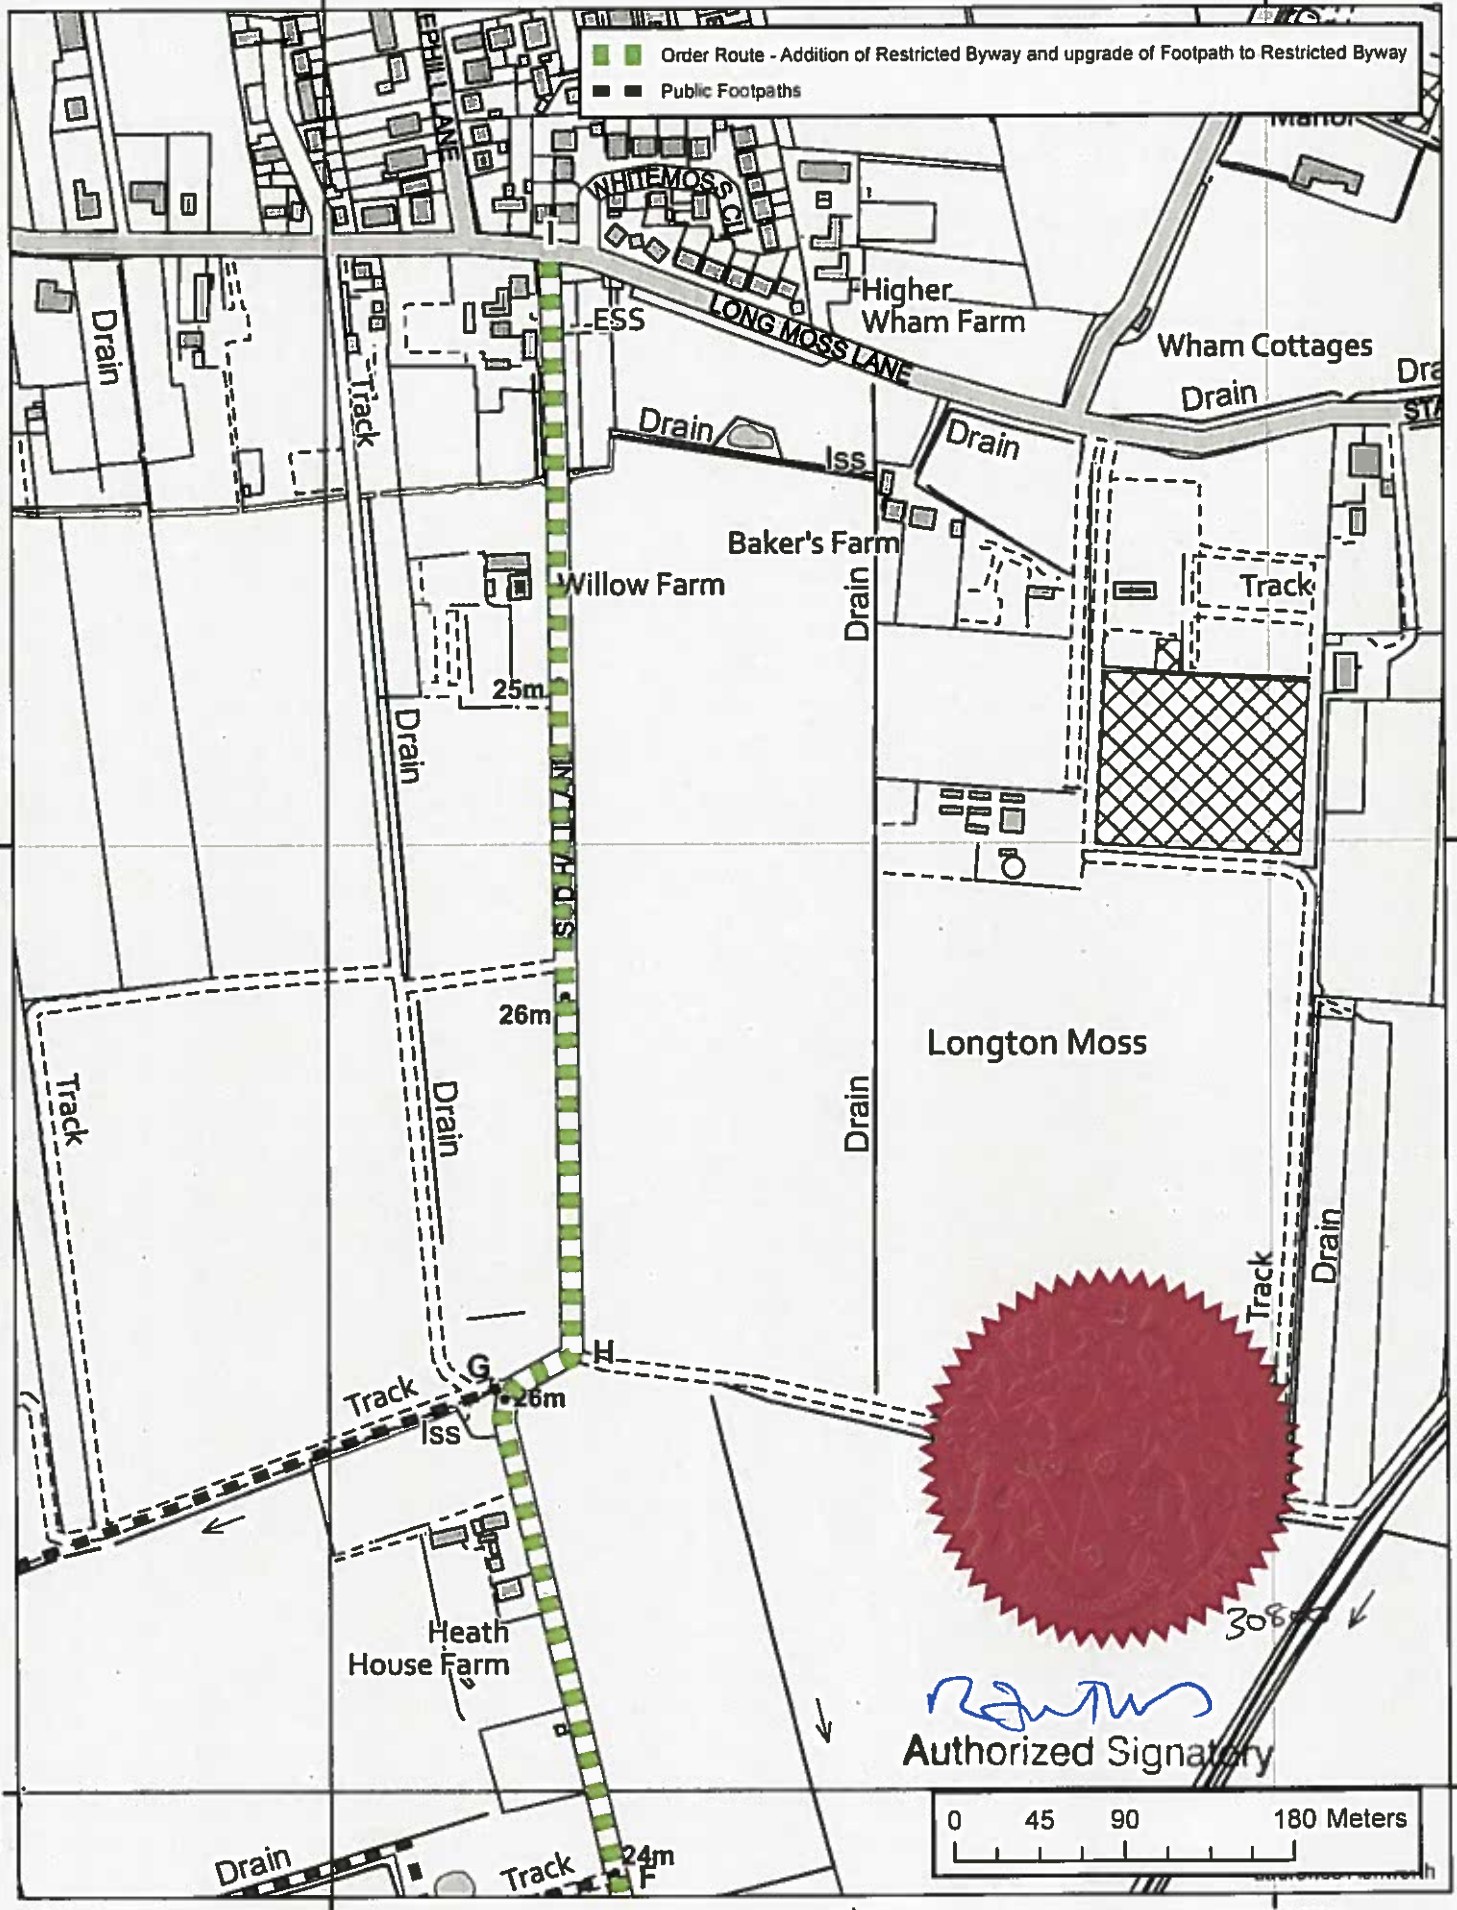 Order Route - Addition of Restricted Byway and upgrade of Footpath to Restricted Byway
Public Footpaths
LANE
WHITEMOSS CL
I
ESS
LONG MOSS LANE
Higher
Wham Farm
Wham Cottages
Drain
Drain
Track
Drain
Iss
Drain
Baker's Farm
Willow Farm
Drain
Track
25m
Drain
26m
Longton Moss
Track
Drain
Drain
Track
Drain
H
G
26m
Track
Iss
Heath
House Farm
Authorized Signatory
0 45 90 180 Meters
Drain
Track
24m
F